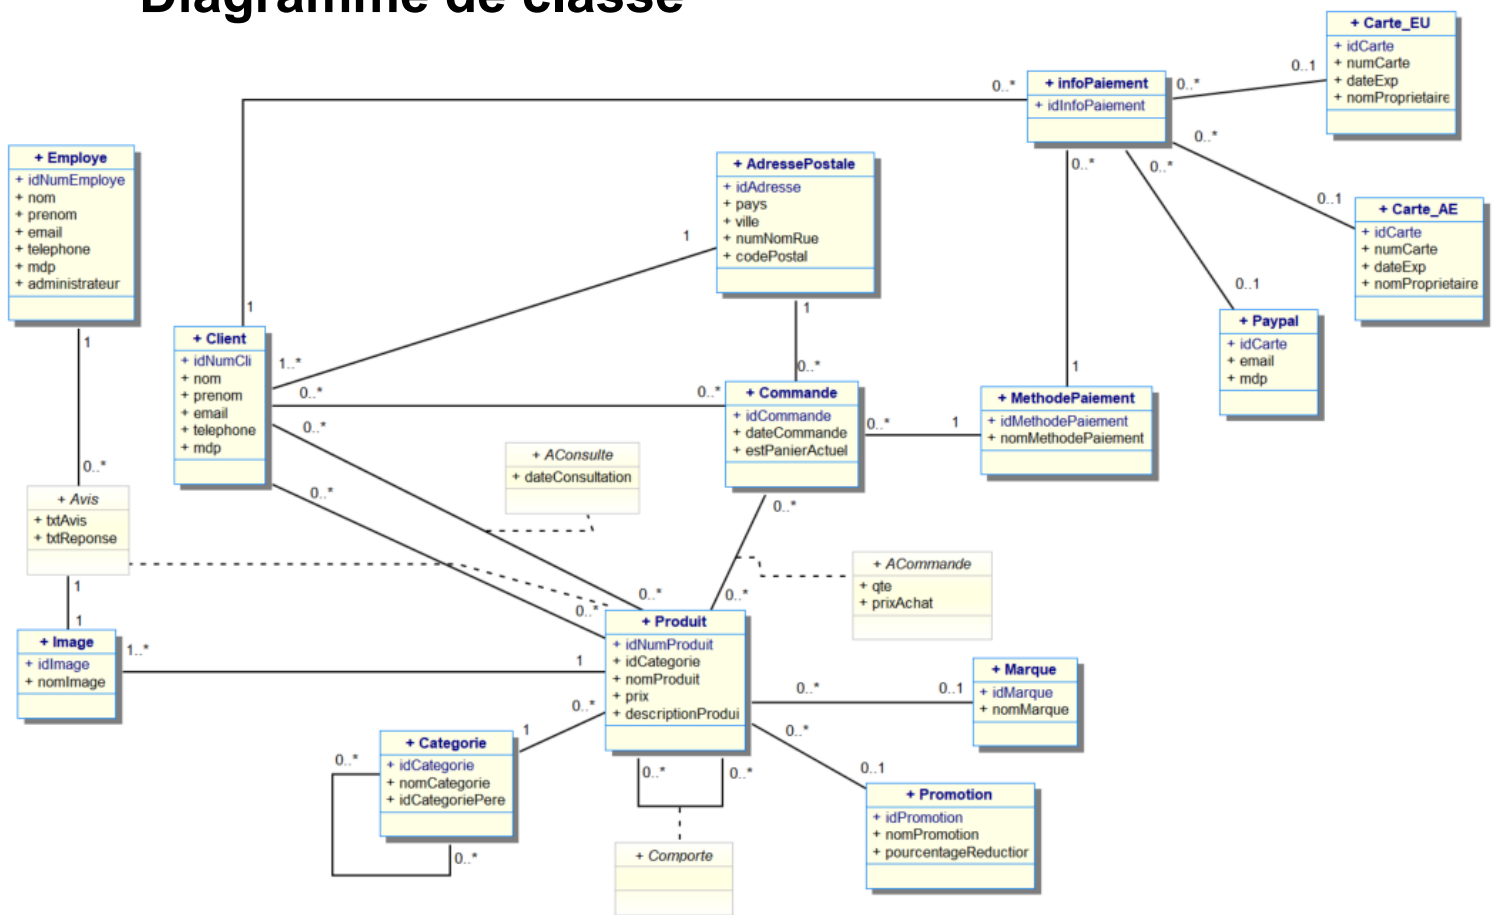 Diagramme de classe
+ Carte_EU
+ idCarte
+ numCarte
+ dateExp
+ nomProprietaire
0..1
0..*
+ infoPaiement
+ idInfoPaiement
0..*
0..*
0..*
0..*
+ Employe
+ idNumEmploye
+ nom
+ prenom
+ email
+ telephone
+ mdp
+ administrateur
1
0..*
+ AdressePostale
+ idAdresse
+ pays
+ ville
+ numNomRue
+ codePostal
1
1
0..*
0..1
+ Carte_AE
+ idCarte
+ numCarte
+ dateExp
+ nomProprietaire
0..1
+ Paypal
+ idCarte
+ email
+ mdp
1
+ Client
+ idNumCli
+ nom
+ prenom
+ email
+ telephone
+ mdp
1..*
0..*
0..*
0..*
0..*
+ Commande
+ idCommande
+ dateCommande
+ estPanierActuel
0..*
1
1
+ MethodePaiement
+ idMethodePaiement
+ nomMethodePaiement
+ AConsulte
+ dateConsultation
0..*
+ Avis
+ txtAvis
+ txtReponse
1
1
+ ACommande
+ qte
+ prixAchat
0..*
0..*
0..*
+ Image
+ idImage
+ nomImage
1..*
1
+ Produit
+ idNumProduit
+ idCategorie
+ nomProduit
+ prix
+ descriptionProdui
0..*
0..1
+ Marque
+ idMarque
+ nomMarque
0..*
1
0..*
0..1
+ Categorie
+ idCategorie
+ nomCategorie
+ idCategoriePere
0..*
0..*
0..*
0..*
+ Promotion
+ idPromotion
+ nomPromotion
+ pourcentageReductior
+ Comporte